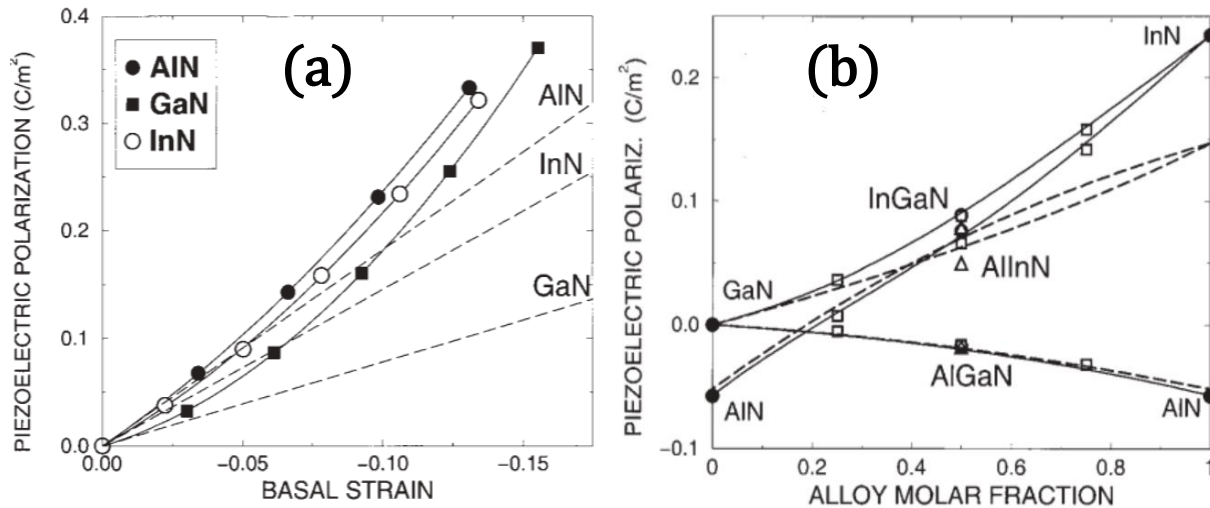 (a)
AlN
GaN
InN
AlN
InN
GaN
0.4
0.3
0.2
0.1
0.0
0.00
−0.05
−0.10
−0.15
PIEZOELECTRIC POLARIZATION (C/m²)
BASAL STRAIN
(b)
InN
InGaN
AlInN
GaN
AlGaN
AlN
AlN
0.2
0.1
0.0
−0.1
0
0.2
0.4
0.6
0.8
1
PIEZOELECTRIC POLARIZ. (C/m²)
ALLOY MOLAR FRACTION